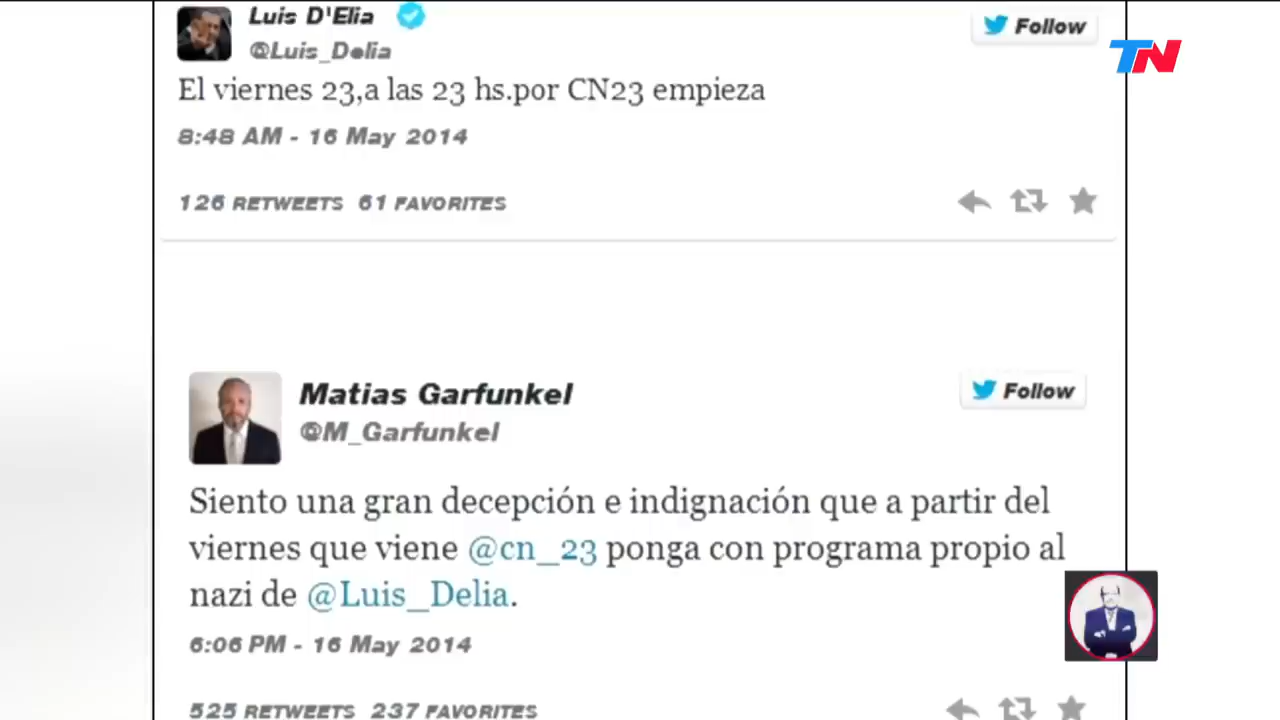 Luis D'Elia
@Luis_Delia
Follow
TN
El viernes 23,a las 23 hs.por CN23 empieza
8:48 AM - 16 May 2014
126 RETWEETS 61 FAVORITES
Matias Garfunkel
@M_Garfunkel
Follow
Siento una gran decepción e indignación que a partir del
viernes que viene @cn_23 ponga con programa propio al
nazi de @Luis_Delia.
6:06 PM - 16 May 2014
525 RETWEETS 237 FAVORITES